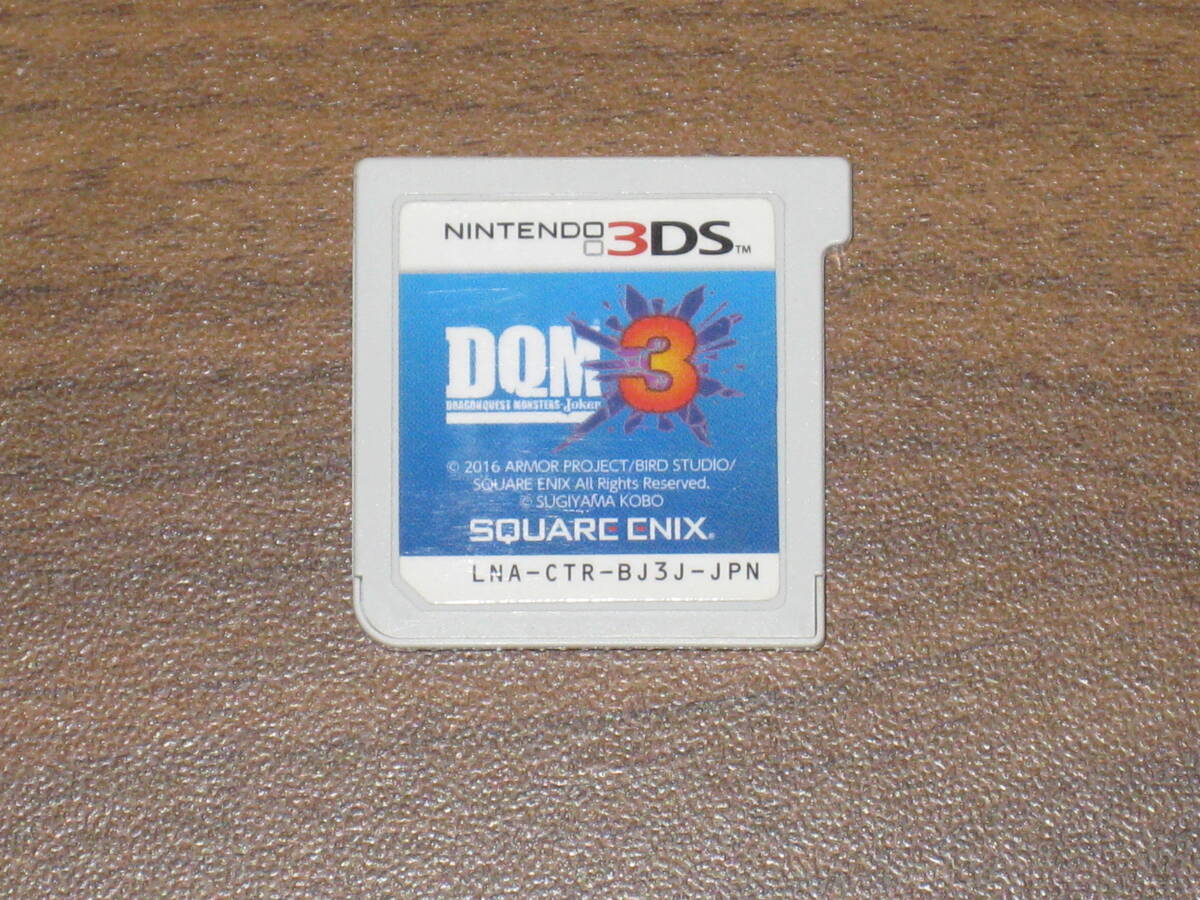 NINTENDO 3DS™
DQM 3
DRAGONQUEST MONSTERS-Joker
© 2016 ARMOR PROJECT/BIRD STUDIO/
SQUARE ENIX All Rights Reserved.
© SUGIYAMA KOBO
SQUARE ENIX®
LNA-CTR-BJ3J-JPN